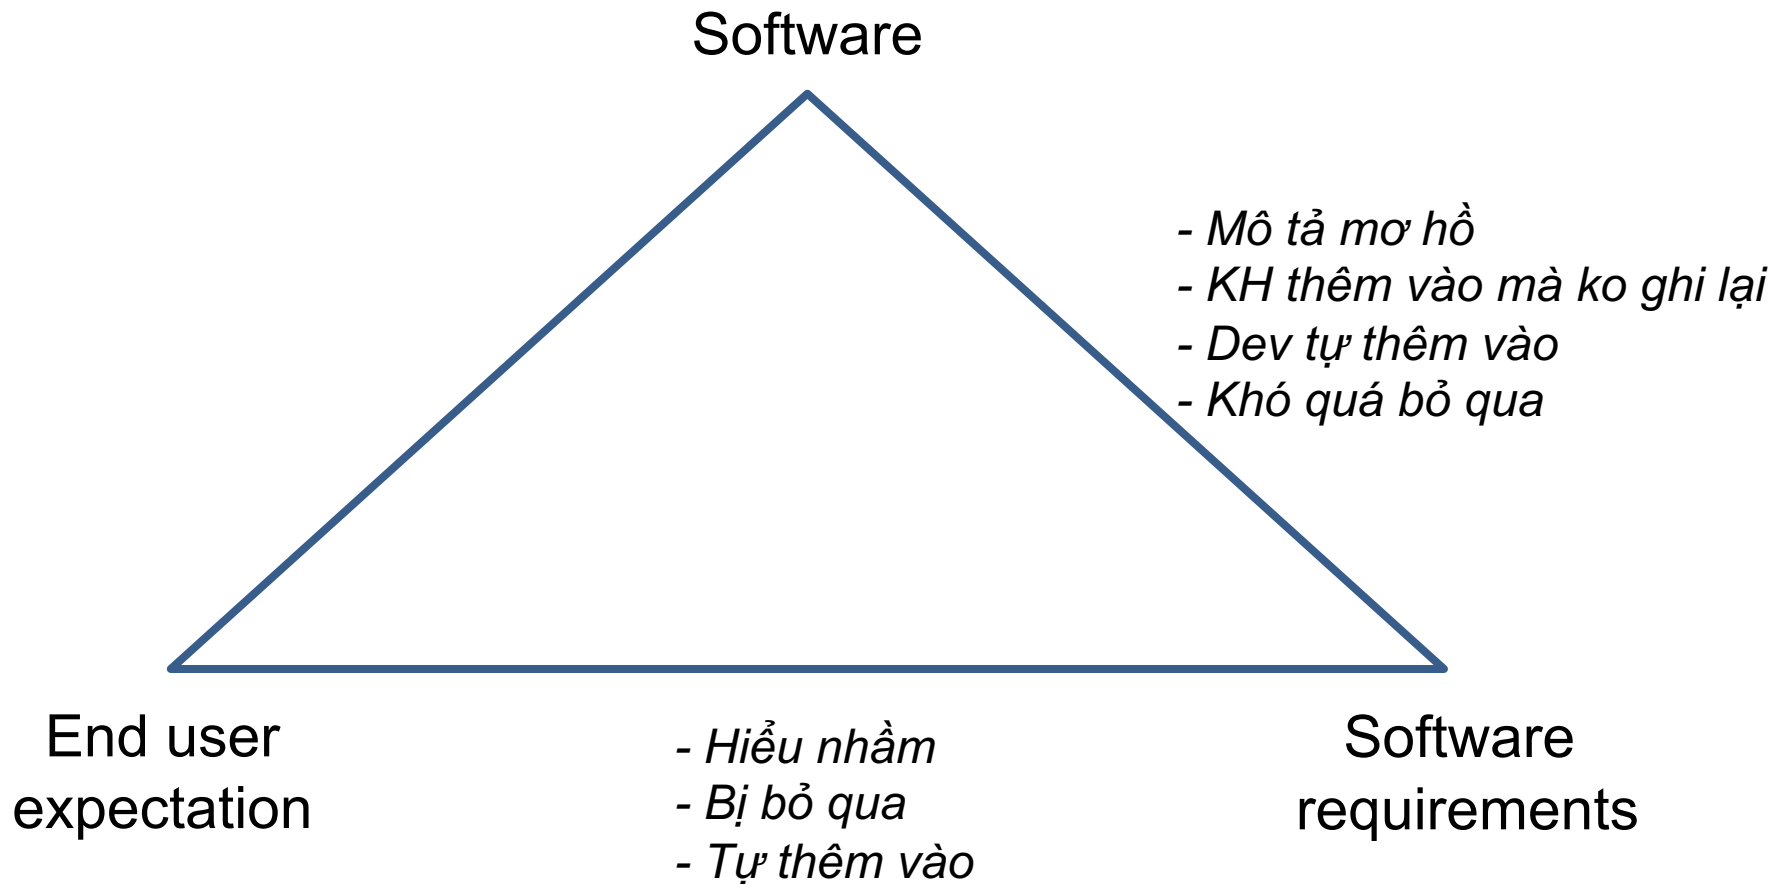 Software
- Mô tả mơ hồ
- KH thêm vào mà ko ghi lại
- Dev tự thêm vào
- Khó quá bỏ qua
End user
expectation
- Hiểu nhầm
- Bị bỏ qua
- Tự thêm vào
Software
requirements